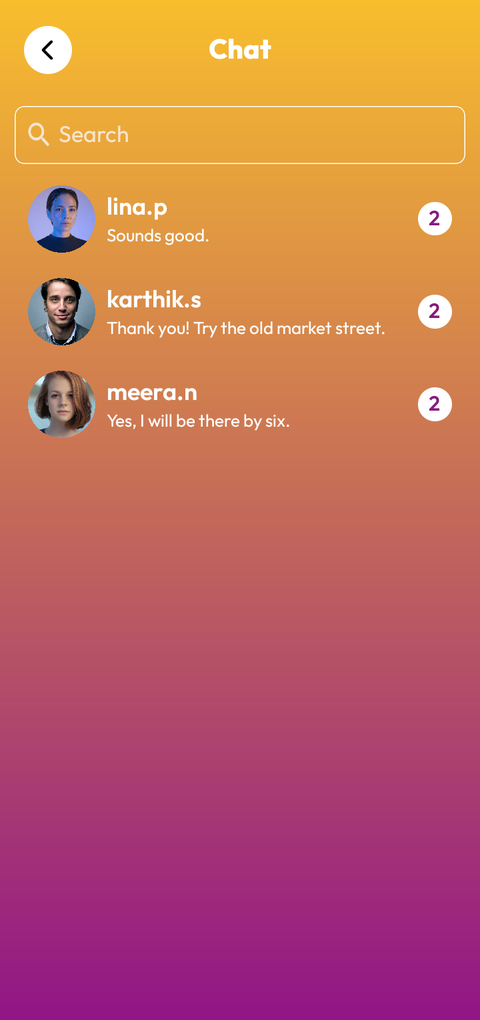 Chat
Search
lina.p
Sounds good.
2
karthik.s
Thank you! Try the old market street.
2
meera.n
Yes, I will be there by six.
2